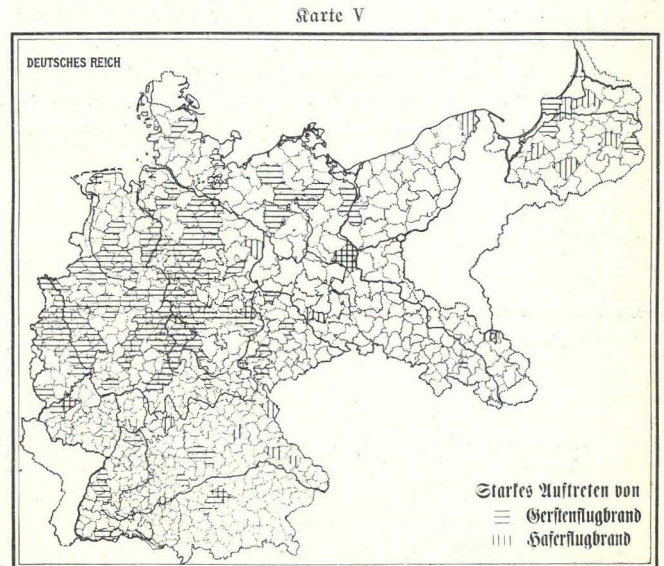 Karte V
DEUTSCHES REICH
Starkes Auftreten von
Gerstenflugbrand
Haferflugbrand